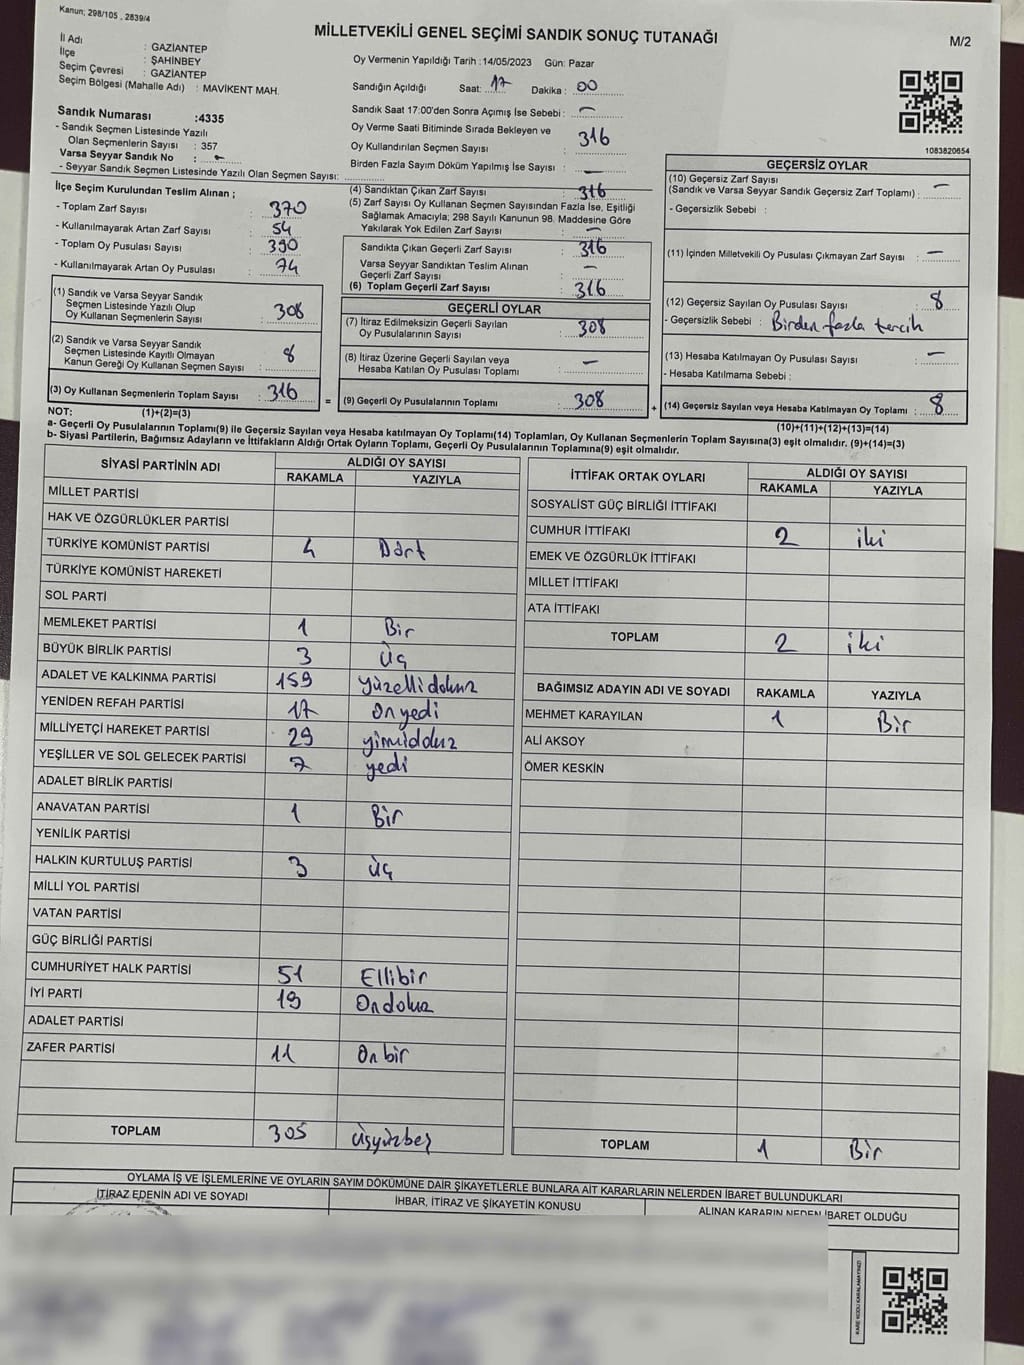 Kanun; 298/105 , 2839/4
MİLLETVEKİLİ GENEL SEÇİMİ SANDIK SONUÇ TUTANAĞI
M/2
İl Adı : GAZİANTEP
İlçe : ŞAHİNBEY
Seçim Çevresi : GAZİANTEP
Seçim Bölgesi (Mahalle Adı) : MAVİKENT MAH.
Oy Vermenin Yapıldığı Tarih :14/05/2023 Gün: Pazar
Sandığın Açıldığı Saat: 17 Dakika : 00
Sandık Saat 17:00'den Sonra Açımış İse Sebebi : —
Oy Verme Saati Bitiminde Sırada Bekleyen ve
Oy Kullandırılan Seçmen Sayısı : 316
Birden Fazla Sayım Döküm Yapılmış İse Sayısı : —
Sandık Numarası :4335
- Sandık Seçmen Listesinde Yazılı
Olan Seçmenlerin Sayısı : 357
Varsa Seyyar Sandık No : —
- Seyyar Sandık Seçmen Listesinde Yazılı Olan Seçmen Sayısı:
1083820654
İlçe Seçim Kurulundan Teslim Alınan ;
- Toplam Zarf Sayısı : 370
- Kullanılmayarak Artan Zarf Sayısı : 54
- Toplam Oy Pusulası Sayısı : 390
- Kullanılmayarak Artan Oy Pusulası : 74
(1) Sandık ve Varsa Seyyar Sandık
Seçmen Listesinde Yazılı Olup
Oy Kullanan Seçmenlerin Sayısı : 308
(2) Sandık ve Varsa Seyyar Sandık
Seçmen Listesinde Kayıtlı Olmayan
Kanun Gereği Oy Kullanan Seçmen Sayısı : 8
(3) Oy Kullanan Seçmenlerin Toplam Sayısı : 316
(4) Sandıktan Çıkan Zarf Sayısı : 316
(5) Zarf Sayısı Oy Kullanan Seçmen Sayısından Fazla İse, Eşitliği
Sağlamak Amacıyla; 298 Sayılı Kanunun 98. Maddesine Göre
Yakılarak Yok Edilen Zarf Sayısı : —
Sandıkta Çıkan Geçerli Zarf Sayısı : 316
Varsa Seyyar Sandıktan Teslim Alınan
Geçerli Zarf Sayısı : —
(6) Toplam Geçerli Zarf Sayısı : 316
GEÇERLİ OYLAR
(7) İtiraz Edilmeksizin Geçerli Sayılan
Oy Pusulalarının Sayısı : 308
(8) İtiraz Üzerine Geçerli Sayılan veya
Hesaba Katılan Oy Pusulası Toplamı : —
= (9) Geçerli Oy Pusulalarının Toplamı : 308 +
GEÇERSİZ OYLAR
(10) Geçersiz Zarf Sayısı
(Sandık ve Varsa Seyyar Sandık Geçersiz Zarf Toplamı) : —
- Geçersizlik Sebebi :
(11) İçinden Milletvekili Oy Pusulası Çıkmayan Zarf Sayısı : —
(12) Geçersiz Sayılan Oy Pusulası Sayısı : 8
- Geçersizlik Sebebi : Birden fazla tercih
(13) Hesaba Katılmayan Oy Pusulası Sayısı : —
- Hesaba Katılmama Sebebi :
(14) Geçersiz Sayılan veya Hesaba Katılmayan Oy Toplamı : 8
NOT: (1)+(2)=(3) (10)+(11)+(12)+(13)=(14)
a- Geçerli Oy Pusulalarının Toplamı(9) ile Geçersiz Sayılan veya Hesaba katılmayan Oy Toplamı(14) Toplamları, Oy Kullanan Seçmenlerin Toplam Sayısına(3) eşit olmalıdır. (9)+(14)=(3)
b- Siyasi Partilerin, Bağımsız Adayların ve İttifakların Aldığı Ortak Oyların Toplamı, Geçerli Oy Pusulalarının Toplamına(9) eşit olmalıdır.
SİYASİ PARTİNİN ADI ALDIĞI OY SAYISI
RAKAMLA YAZIYLA
MİLLET PARTİSİ
HAK VE ÖZGÜRLÜKLER PARTİSİ
TÜRKİYE KOMÜNİST PARTİSİ 4 Dört
TÜRKİYE KOMÜNİST HAREKETİ
SOL PARTİ
MEMLEKET PARTİSİ 1 Bir
BÜYÜK BİRLİK PARTİSİ 3 Üç
ADALET VE KALKINMA PARTİSİ 159 yüzellidokuz
YENİDEN REFAH PARTİSİ 17 Onyedi
MİLLİYETÇİ HAREKET PARTİSİ 29 yirmidokuz
YEŞİLLER VE SOL GELECEK PARTİSİ 7 yedi
ADALET BİRLİK PARTİSİ
ANAVATAN PARTİSİ 1 Bir
YENİLİK PARTİSİ
HALKIN KURTULUŞ PARTİSİ 3 Üç
MİLLİ YOL PARTİSİ
VATAN PARTİSİ
GÜÇ BİRLİĞİ PARTİSİ
CUMHURİYET HALK PARTİSİ 51 Ellibir
İYİ PARTİ 19 Ondokuz
ADALET PARTİSİ
ZAFER PARTİSİ 11 Onbir
TOPLAM 305 üçyüzbeş
İTTİFAK ORTAK OYLARI ALDIĞI OY SAYISI
RAKAMLA YAZIYLA
SOSYALİST GÜÇ BİRLİĞİ İTTİFAKI
CUMHUR İTTİFAKI 2 iki
EMEK VE ÖZGÜRLÜK İTTİFAKI
MİLLET İTTİFAKI
ATA İTTİFAKI
TOPLAM 2 iki
BAĞIMSIZ ADAYIN ADI VE SOYADI RAKAMLA YAZIYLA
MEHMET KARAYILAN 1 Bir
ALİ AKSOY
ÖMER KESKİN
TOPLAM 1 Bir
OYLAMA İŞ VE İŞLEMLERİNE VE OYLARIN SAYIM DÖKÜMÜNE DAİR ŞİKAYETLERLE BUNLARA AİT KARARLARIN NELERDEN İBARET BULUNDUKLARI
İTİRAZ EDENİN ADI VE SOYADI İHBAR, İTİRAZ VE ŞİKAYETİN KONUSU ALINAN KARARIN NEDEN İBARET OLDUĞU
KARE KODU KARALAMAYINIZ!